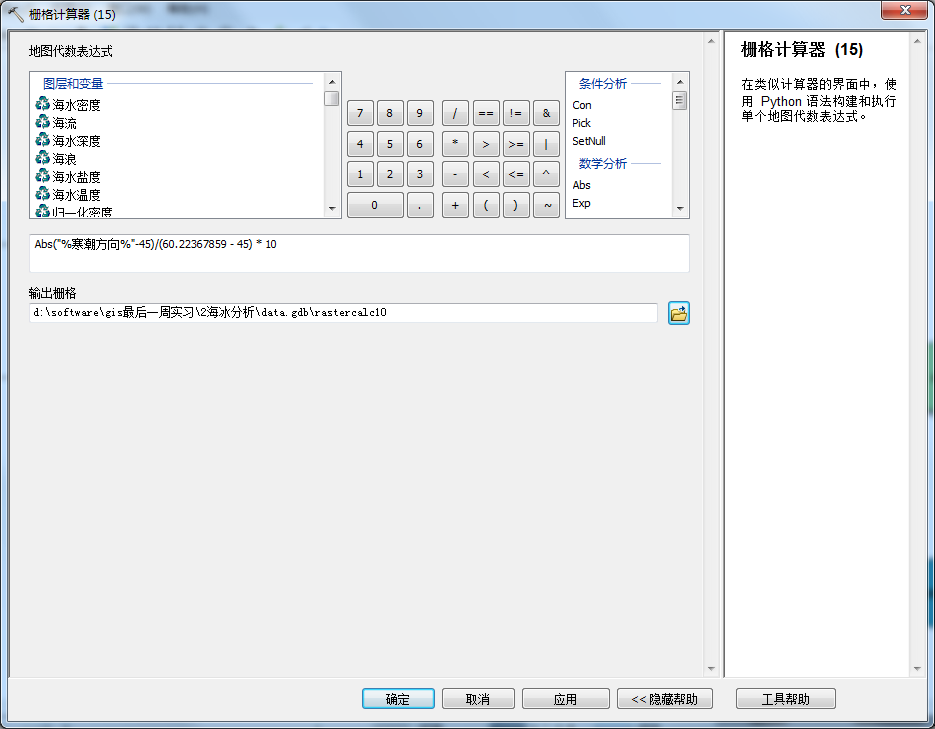 栅格计算器 (15)
地图代数表达式
图层和变量
海水密度
海流
海水深度
海浪
海水盐度
海水温度
归一化密度
7 8 9 / == != &
4 5 6 * > >= |
1 2 3 - < <= ^
0 . + ( ) ~
条件分析
Con
Pick
SetNull
数学分析
Abs
Exp
Abs("%寒潮方向%"-45)/(60.22367859 - 45) * 10
输出栅格
d:\software\gis最后一周实习\2海冰分析\data.gdb\rastercalc10
确定
取消
应用
<< 隐藏帮助
工具帮助
栅格计算器 (15)
在类似计算器的界面中，使
用 Python 语法构建和执行
单个地图代数表达式。